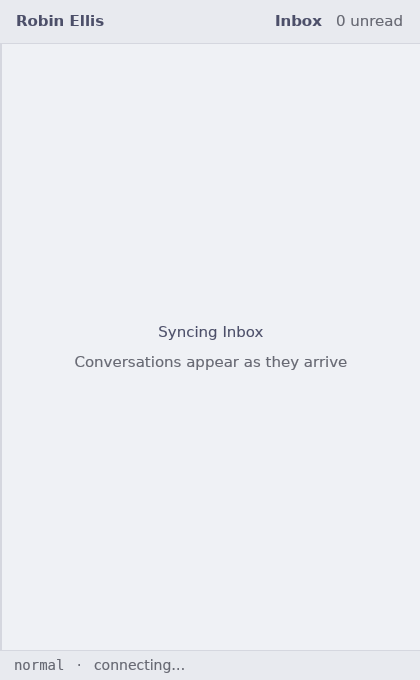 Robin Ellis Inbox 0 unread
Syncing Inbox
Conversations appear as they arrive
normal · connecting…